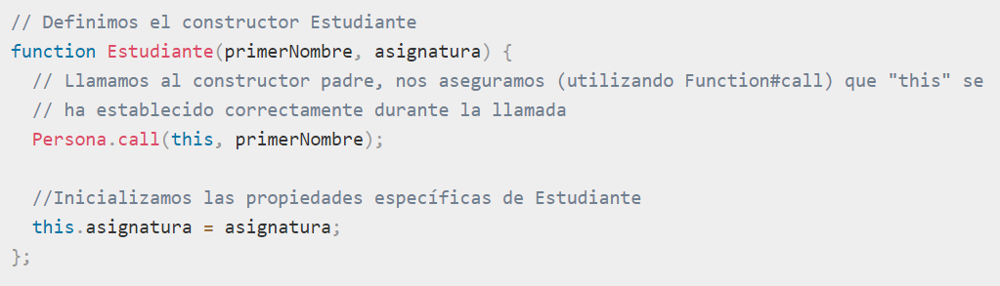 // Definimos el constructor Estudiante
function Estudiante(primerNombre, asignatura) {
  // Llamamos al constructor padre, nos aseguramos (utilizando Function#call) que "this" se
  // ha establecido correctamente durante la llamada
  Persona.call(this, primerNombre);

  //Inicializamos las propiedades específicas de Estudiante
  this.asignatura = asignatura;
};